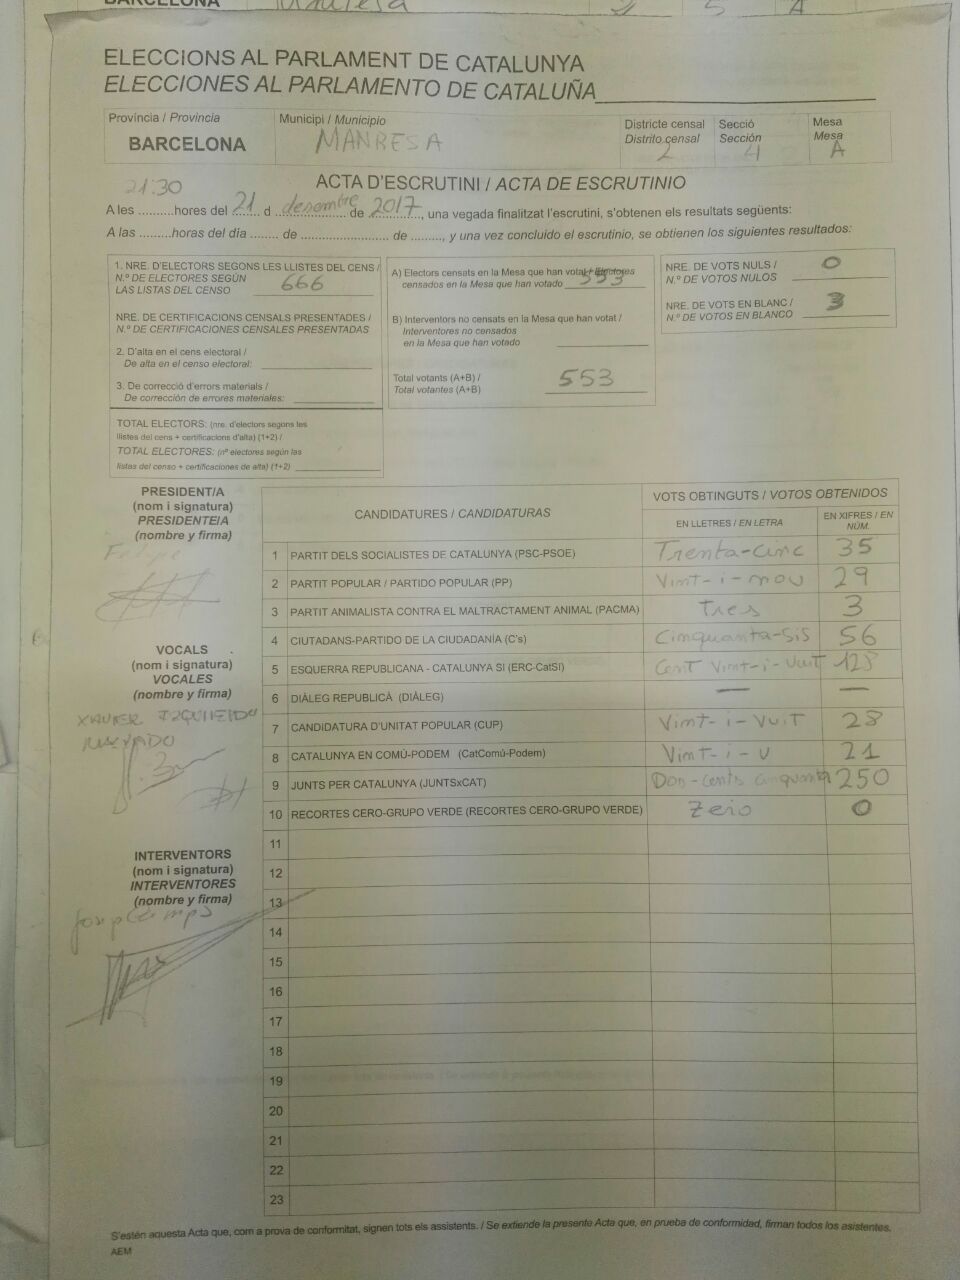 BARCELONA Manresa 2 5 A
ELECCIONS AL PARLAMENT DE CATALUNYA
ELECCIONES AL PARLAMENTO DE CATALUÑA
Província / Provincia
BARCELONA
Municipi / Municipio
MANRESA
Districte censal
Distrito censal
2
Secció
Sección
4
Mesa
Mesa
A
ACTA D'ESCRUTINI / ACTA DE ESCRUTINIO
21:30
A les ..........hores del 21 d desembre de 2017, una vegada finalitzat l'escrutini, s'obtenen els resultats següents:
A las .........horas del día ........ de ......................... de ........., y una vez concluido el escrutinio, se obtienen los siguientes resultados:
1. NRE. D'ELECTORS SEGONS LES LLISTES DEL CENS /
N.º DE ELECTORES SEGÚN
LAS LISTAS DEL CENSO 666
NRE. DE CERTIFICACIONS CENSALS PRESENTADES /
N.º DE CERTIFICACIONES CENSALES PRESENTADAS
2. D'alta en el cens electoral /
De alta en el censo electoral:
3. De correcció d'errors materials /
De corrección de errores materiales:
TOTAL ELECTORS: (nre. d'electors segons les
llistes del cens + certificacions d'alta) (1+2) /
TOTAL ELECTORES: (nº electores según las
listas del censo + certificaciones de alta) (1+2)
A) Electors censats en la Mesa que han votat / Electores
censados en la Mesa que han votado 553
B) Interventors no censats en la Mesa que han votat /
Interventores no censados
en la Mesa que han votado
Total votants (A+B) /
Total votantes (A+B) 553
NRE. DE VOTS NULS /
N.º DE VOTOS NULOS 0
NRE. DE VOTS EN BLANC /
N.º DE VOTOS EN BLANCO 3
PRESIDENT/A
(nom i signatura)
PRESIDENTE/A
(nombre y firma)
Felipe
VOCALS
(nom i signatura)
VOCALES
(nombre y firma)
XAVIER IZQUIERDO
INTERVENTORS
(nom i signatura)
INTERVENTORES
(nombre y firma)
CANDIDATURES / CANDIDATURAS
VOTS OBTINGUTS / VOTOS OBTENIDOS
EN LLETRES / EN LETRA
EN XIFRES / EN
NÚM.
1 PARTIT DELS SOCIALISTES DE CATALUNYA (PSC-PSOE) Trenta-cinc 35
2 PARTIT POPULAR / PARTIDO POPULAR (PP) Vint-i-nou 29
3 PARTIT ANIMALISTA CONTRA EL MALTRACTAMENT ANIMAL (PACMA) Tres 3
4 CIUTADANS-PARTIDO DE LA CIUDADANÍA (C's) Cinquanta-sis 56
5 ESQUERRA REPUBLICANA - CATALUNYA SI (ERC-CatSI) Cent Vint-i-Vuit 128
6 DIÀLEG REPUBLICÀ (DIÀLEG) — —
7 CANDIDATURA D'UNITAT POPULAR (CUP) Vint-i-Vuit 28
8 CATALUNYA EN COMÚ-PODEM (CatComú-Podem) Vint-i-u 21
9 JUNTS PER CATALUNYA (JUNTSxCAT) Dos-cents cinquanta 250
10 RECORTES CERO-GRUPO VERDE (RECORTES CERO-GRUPO VERDE) Zero 0
11
12
13
14
15
16
17
18
19
20
21
22
23
S'estén aquesta Acta que, com a prova de conformitat, signen tots els assistents. / Se extiende la presente Acta que, en prueba de conformidad, firman todos los asistentes.
AEM